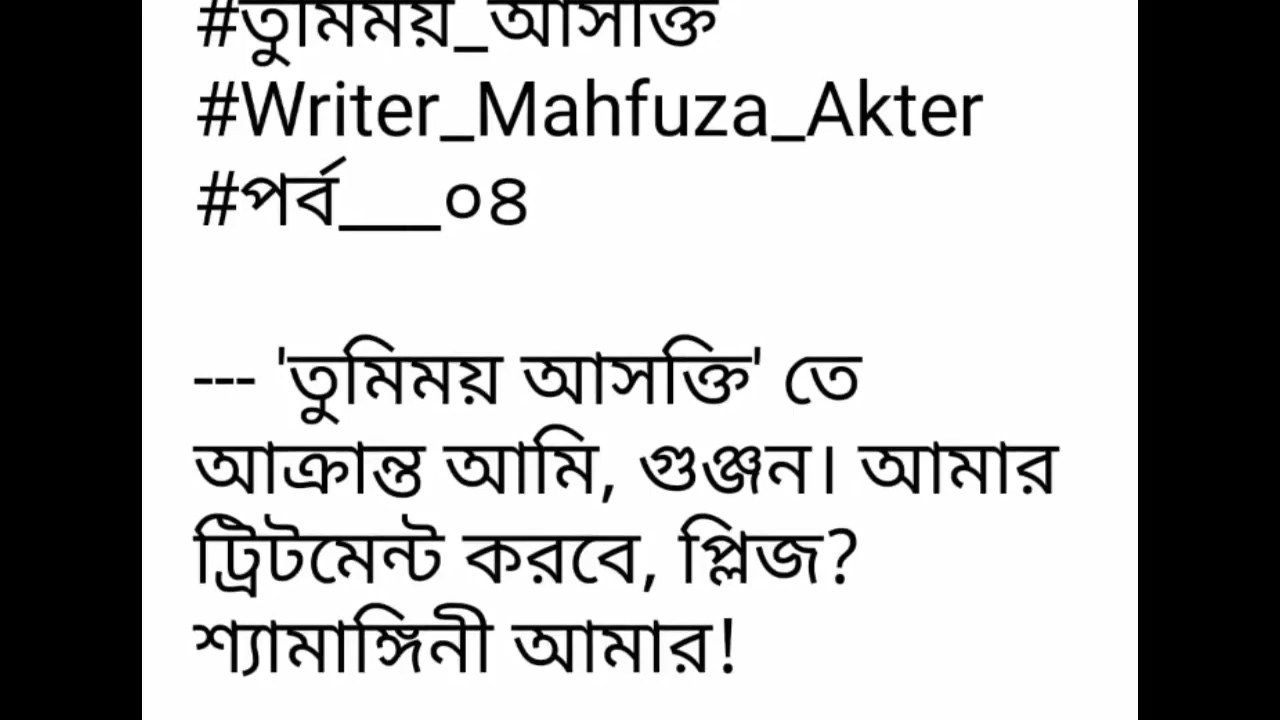 #তুমিময়_আসক্তি
#Writer_Mahfuza_Akter
#পর্ব___০৪
--- 'তুমিময় আসক্তি' তে
আক্রান্ত আমি, গুঞ্জন। আমার
ট্রিটমেন্ট করবে, প্লিজ?
শ্যামাঙ্গিনী আমার!